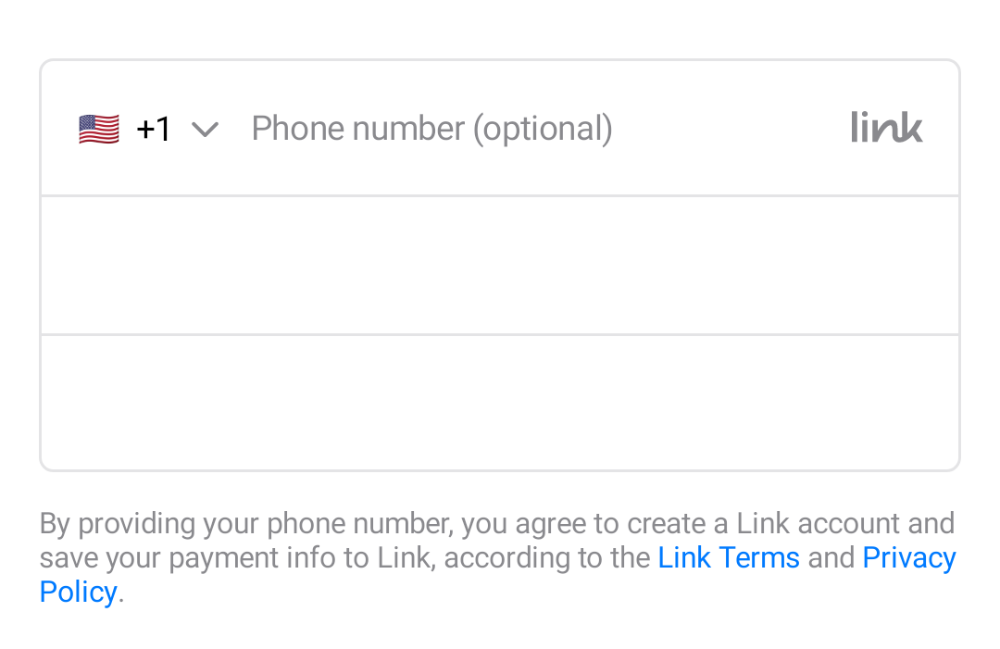 +1 Phone number (optional) link
By providing your phone number, you agree to create a Link account and
save your payment info to Link, according to the Link Terms and Privacy
Policy.